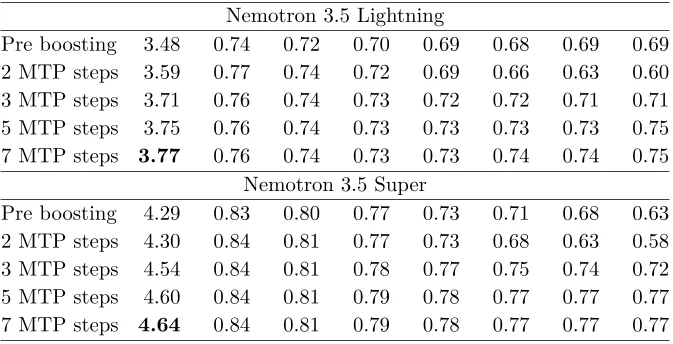 Nemotron 3.5 Lightning
Pre boosting 3.48 0.74 0.72 0.70 0.69 0.68 0.69 0.69
2 MTP steps 3.59 0.77 0.74 0.72 0.69 0.66 0.63 0.60
3 MTP steps 3.71 0.76 0.74 0.73 0.72 0.72 0.71 0.71
5 MTP steps 3.75 0.76 0.74 0.73 0.73 0.73 0.73 0.75
7 MTP steps 3.77 0.76 0.74 0.73 0.73 0.74 0.74 0.75
Nemotron 3.5 Super
Pre boosting 4.29 0.83 0.80 0.77 0.73 0.71 0.68 0.63
2 MTP steps 4.30 0.84 0.81 0.77 0.73 0.68 0.63 0.58
3 MTP steps 4.54 0.84 0.81 0.78 0.77 0.75 0.74 0.72
5 MTP steps 4.60 0.84 0.81 0.79 0.78 0.77 0.77 0.77
7 MTP steps 4.64 0.84 0.81 0.79 0.78 0.77 0.77 0.77